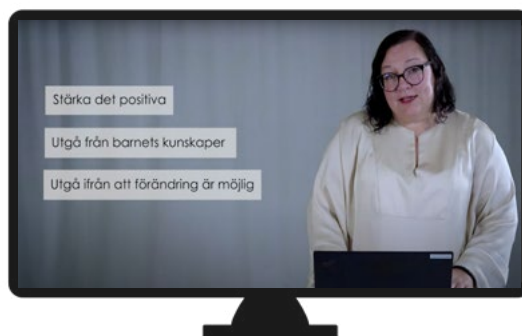 Stärka det positiva
Utgå från barnets kunskaper
Utgå ifrån att förändring är möjlig